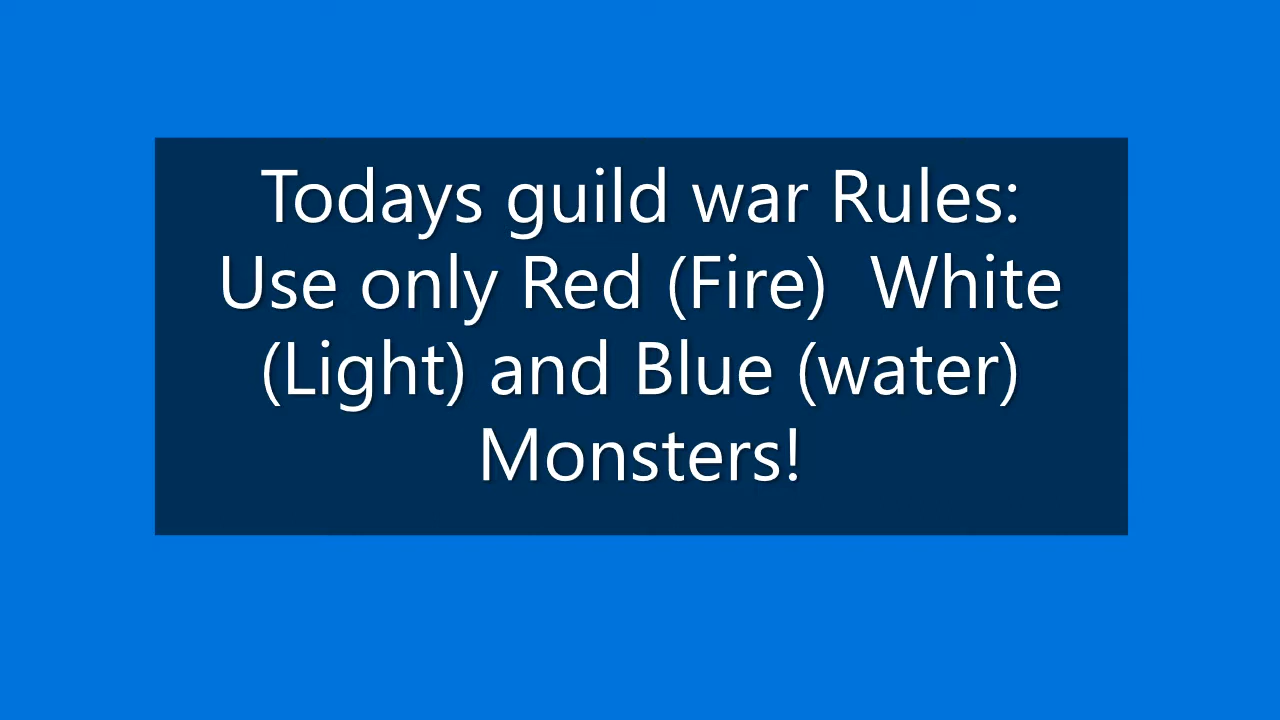 Todays guild war Rules:
Use only Red (Fire)  White
(Light) and Blue (water)
Monsters!